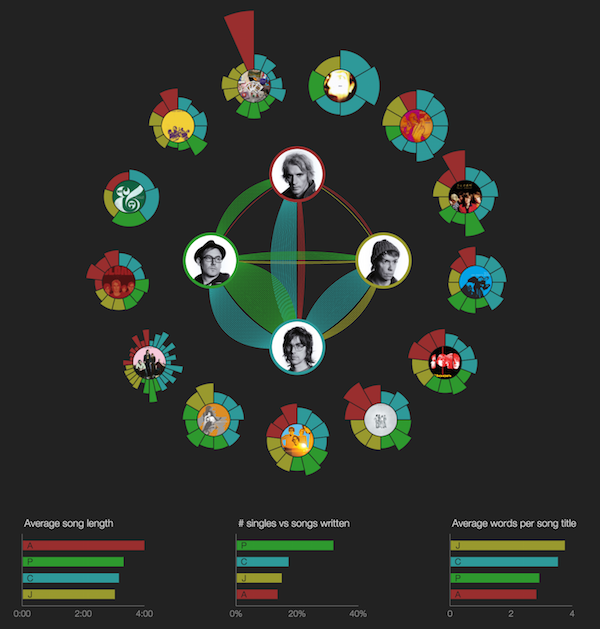 Average song length
A
P
C
J
0:00 2:00 4:00
# singles vs songs written
P
C
J
A
0% 20% 40%
Average words per song title
J
C
P
A
0 2 4